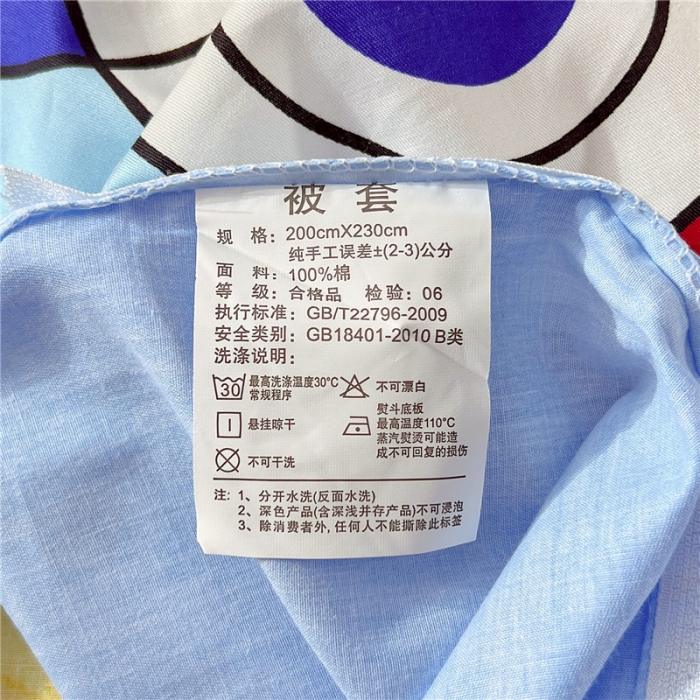 被套
规 格: 200cmX230cm
纯手工误差±(2-3)公分
面 料: 100%棉
等 级: 合格品 检验: 06
执行标准: GB/T22796-2009
安全类别: GB18401-2010 B类
洗涤说明:
30 最高洗涤温度30°C 常规程序
不可漂白
悬挂晾干
熨斗底板
最高温度110°C
蒸汽熨烫可能造
成不可回复的损伤
不可干洗
注: 1、分开水洗(反面水洗)
2、深色产品(含深浅并存产品)不可浸泡
3、除消费者外,任何人不能撕除此标签